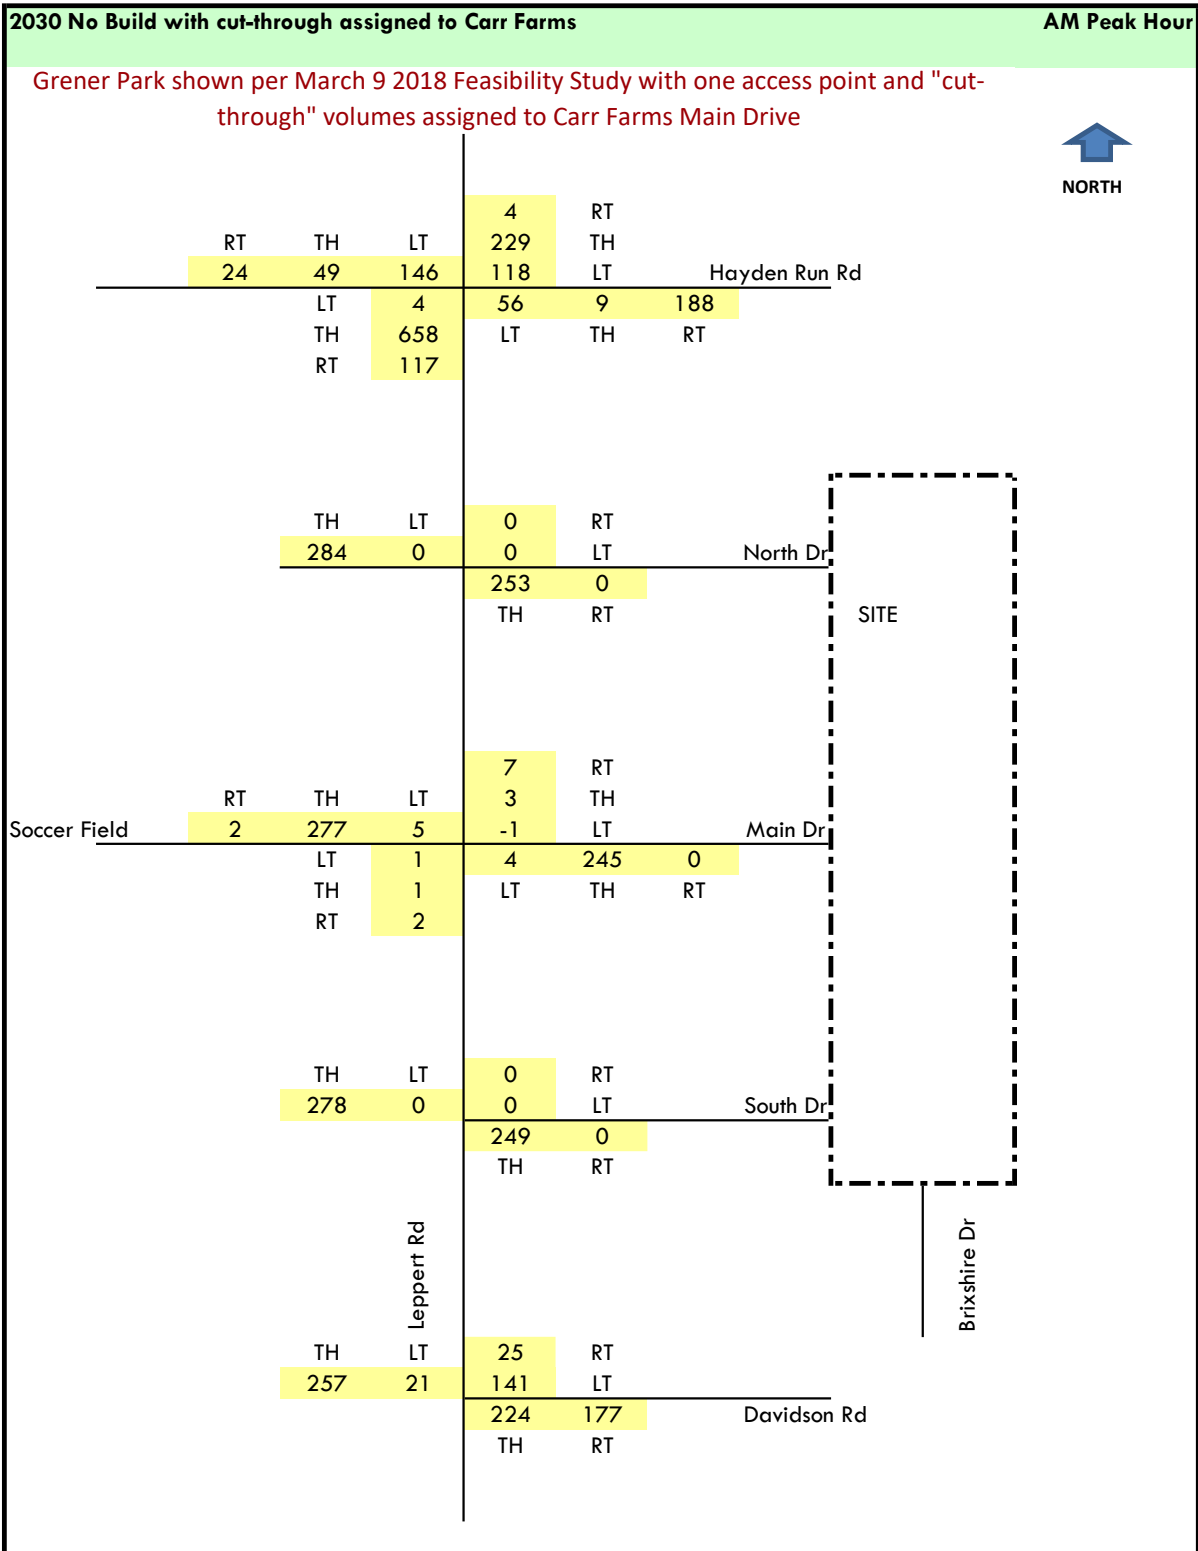 2030 No Build with cut-through assigned to Carr Farms AM Peak Hour
Grener Park shown per March 9 2018 Feasibility Study with one access point and "cut-
through" volumes assigned to Carr Farms Main Drive
NORTH
4 RT
RT TH LT 229 TH
24 49 146 118 LT Hayden Run Rd
LT 4 56 9 188
TH 658 LT TH RT
RT 117
TH LT 0 RT
284 0 0 LT North Dr
253 0
TH RT SITE
7 RT
RT TH LT 3 TH
Soccer Field 2 277 5 -1 LT Main Dr
LT 1 4 245 0
TH 1 LT TH RT
RT 2
TH LT 0 RT
278 0 0 LT South Dr
249 0
TH RT
Leppert Rd
Brixshire Dr
TH LT 25 RT
257 21 141 LT
224 177 Davidson Rd
TH RT